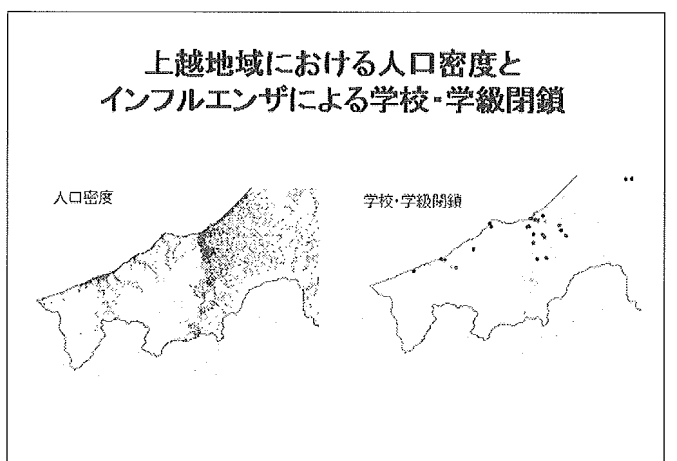 上越地域における人口密度と
インフルエンザによる学校・学級閉鎖
人口密度
学校・学級閉鎖